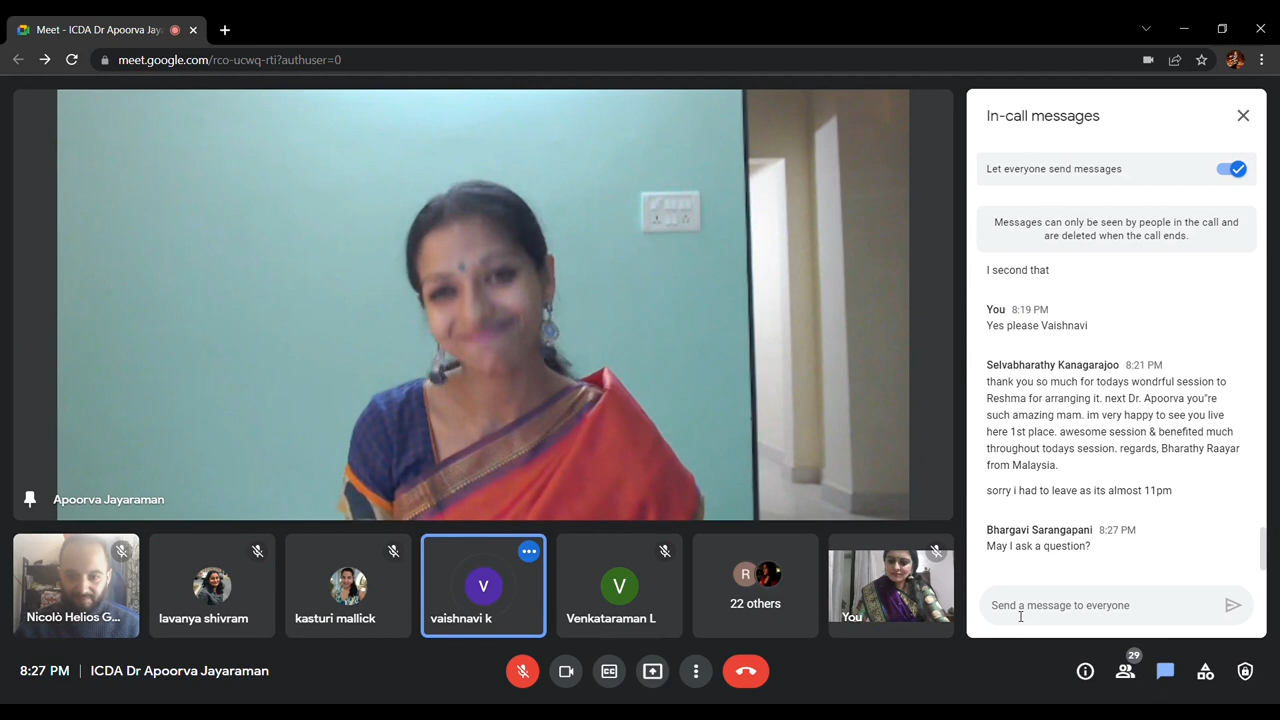 Meet - ICDA Dr Apoorva Jay
meet.google.com/rco-ucwq-rti?authuser=0
In-call messages
Let everyone send messages
Messages can only be seen by people in the call and
are deleted when the call ends.
I second that
You 8:19 PM
Yes please Vaishnavi
Selvabharathy Kanagarajoo 8:21 PM
thank you so much for todays wondrful session to
Reshma for arranging it. next Dr. Apoorva you"re
such amazing mam. im very happy to see you live
here 1st place. awesome session & benefited much
throughout todays session. regards, Bharathy Raayar
from Malaysia.
sorry i had to leave as its almost 11pm
Bhargavi Sarangapani 8:27 PM
May I ask a question?
Send a message to everyone
Apoorva Jayaraman
Nicolò Helios G...
lavanya shivram
kasturi mallick
V
vaishnavi k
V
Venkataraman L
R
22 others
You
8:27 PM | ICDA Dr Apoorva Jayaraman
CC
29